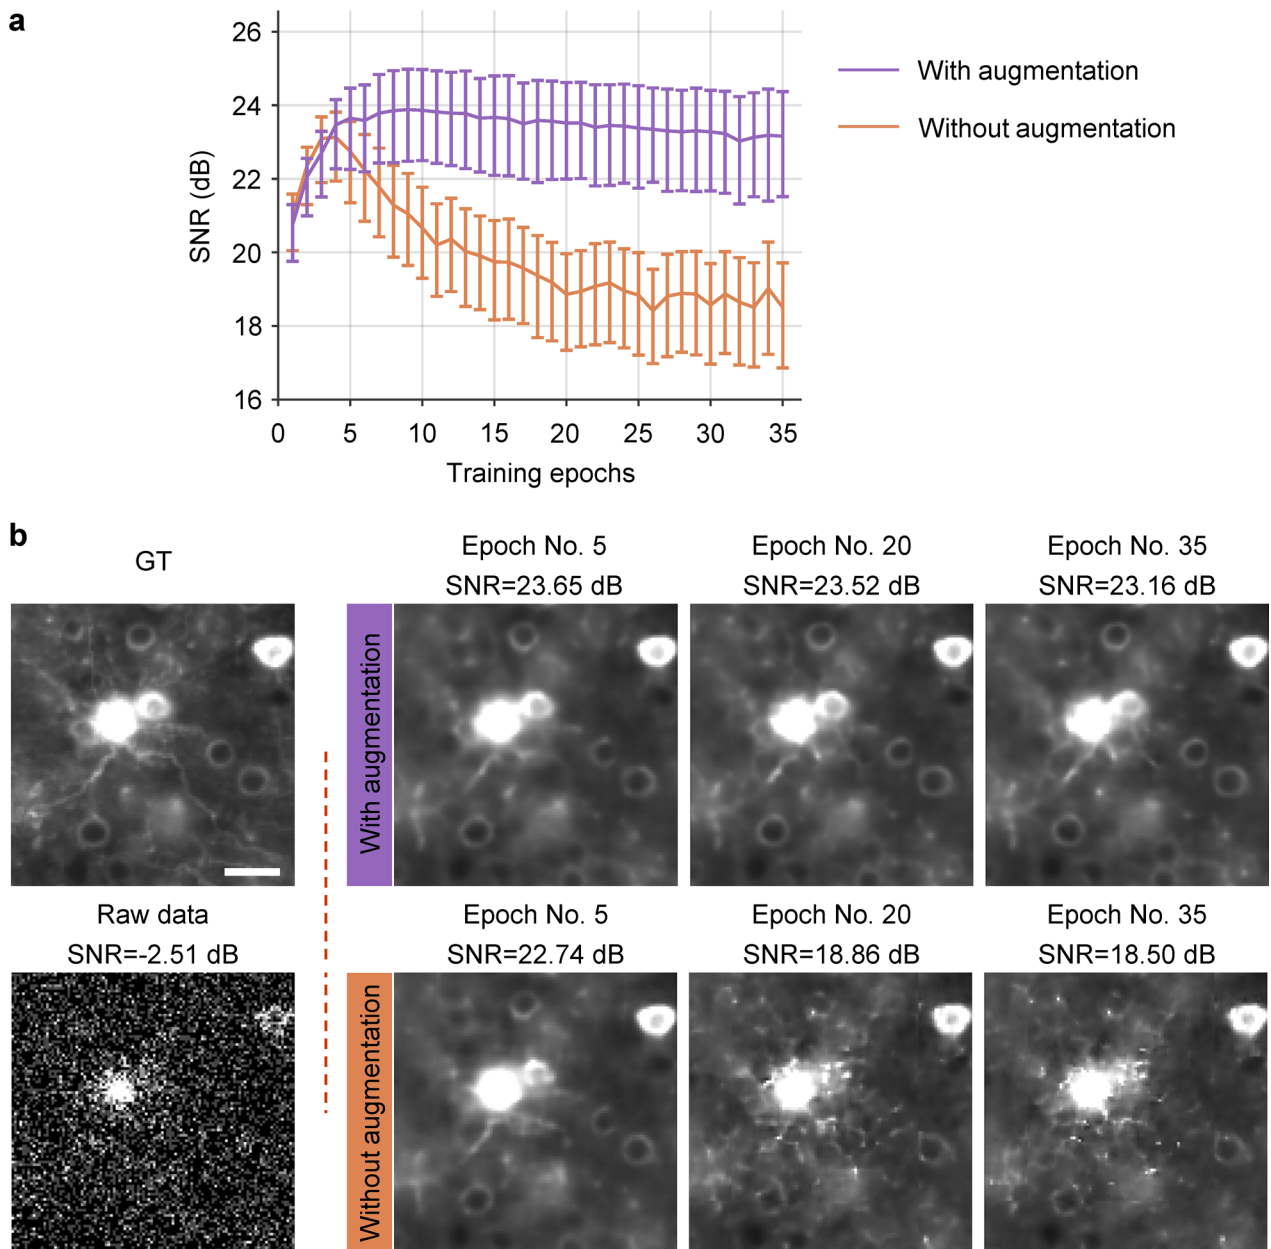 a
26
24
22
20
18
16
SNR (dB)
0 5 10 15 20 25 30 35
Training epochs
With augmentation
Without augmentation
b
GT
Epoch No. 5
SNR=23.65 dB
Epoch No. 20
SNR=23.52 dB
Epoch No. 35
SNR=23.16 dB
With augmentation
Raw data
SNR=-2.51 dB
Epoch No. 5
SNR=22.74 dB
Epoch No. 20
SNR=18.86 dB
Epoch No. 35
SNR=18.50 dB
Without augmentation